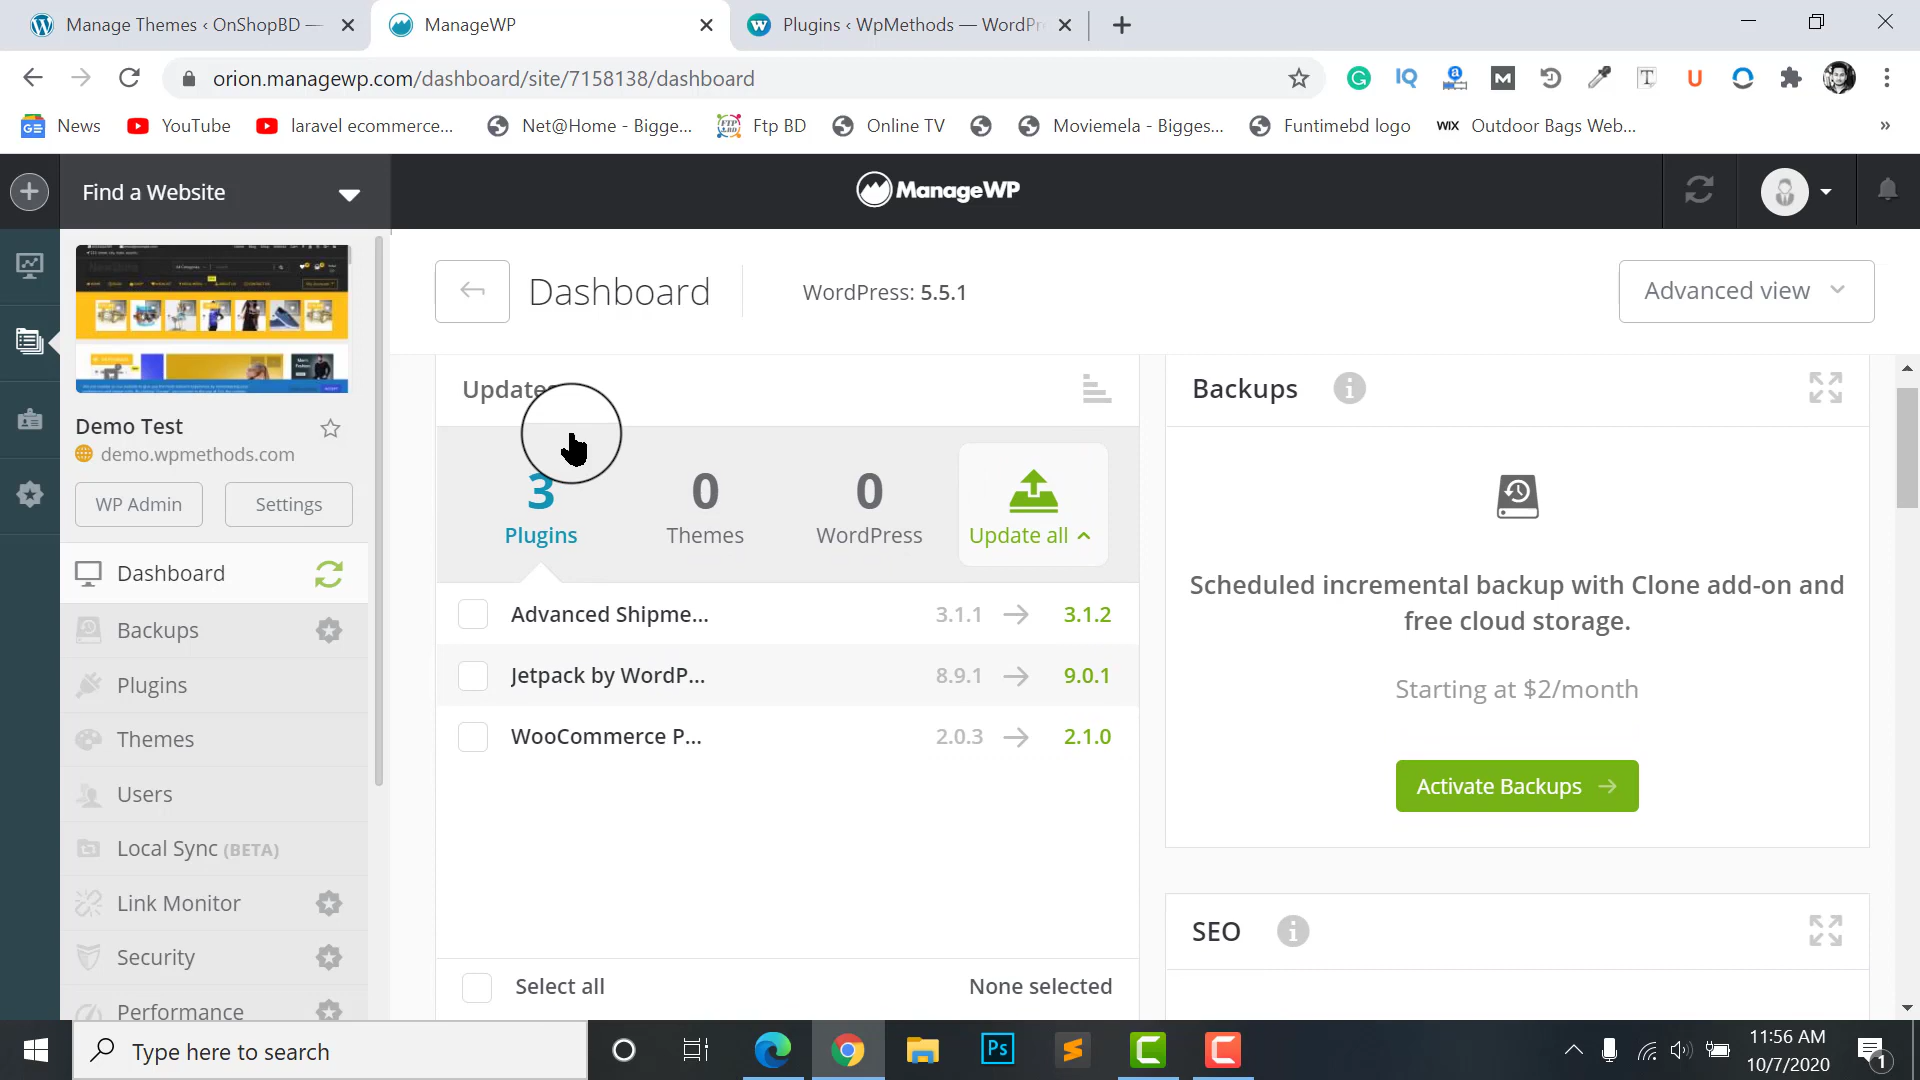 Manage Themes ‹ OnShopBD —
ManageWP
Plugins ‹ WpMethods — WordPr
orion.managewp.com/dashboard/site/7158138/dashboard
News
YouTube
laravel ecommerce...
Net@Home - Bigge...
Ftp BD
Online TV
Moviemela - Bigges...
Funtimebd logo
WIX Outdoor Bags Web...
»
Find a Website
ManageWP
Dashboard
WordPress: 5.5.1
Advanced view
Demo Test
demo.wpmethods.com
WP Admin
Settings
Dashboard
Backups
Plugins
Themes
Users
Local Sync (BETA)
Link Monitor
Security
Performance
Updates
3
Plugins
0
Themes
0
WordPress
Update all
Advanced Shipme... 3.1.1 → 3.1.2
Jetpack by WordP... 8.9.1 → 9.0.1
WooCommerce P... 2.0.3 → 2.1.0
Select all
None selected
Backups
Scheduled incremental backup with Clone add-on and
free cloud storage.
Starting at $2/month
Activate Backups →
SEO
Type here to search
Ps
11:56 AM
10/7/2020
1